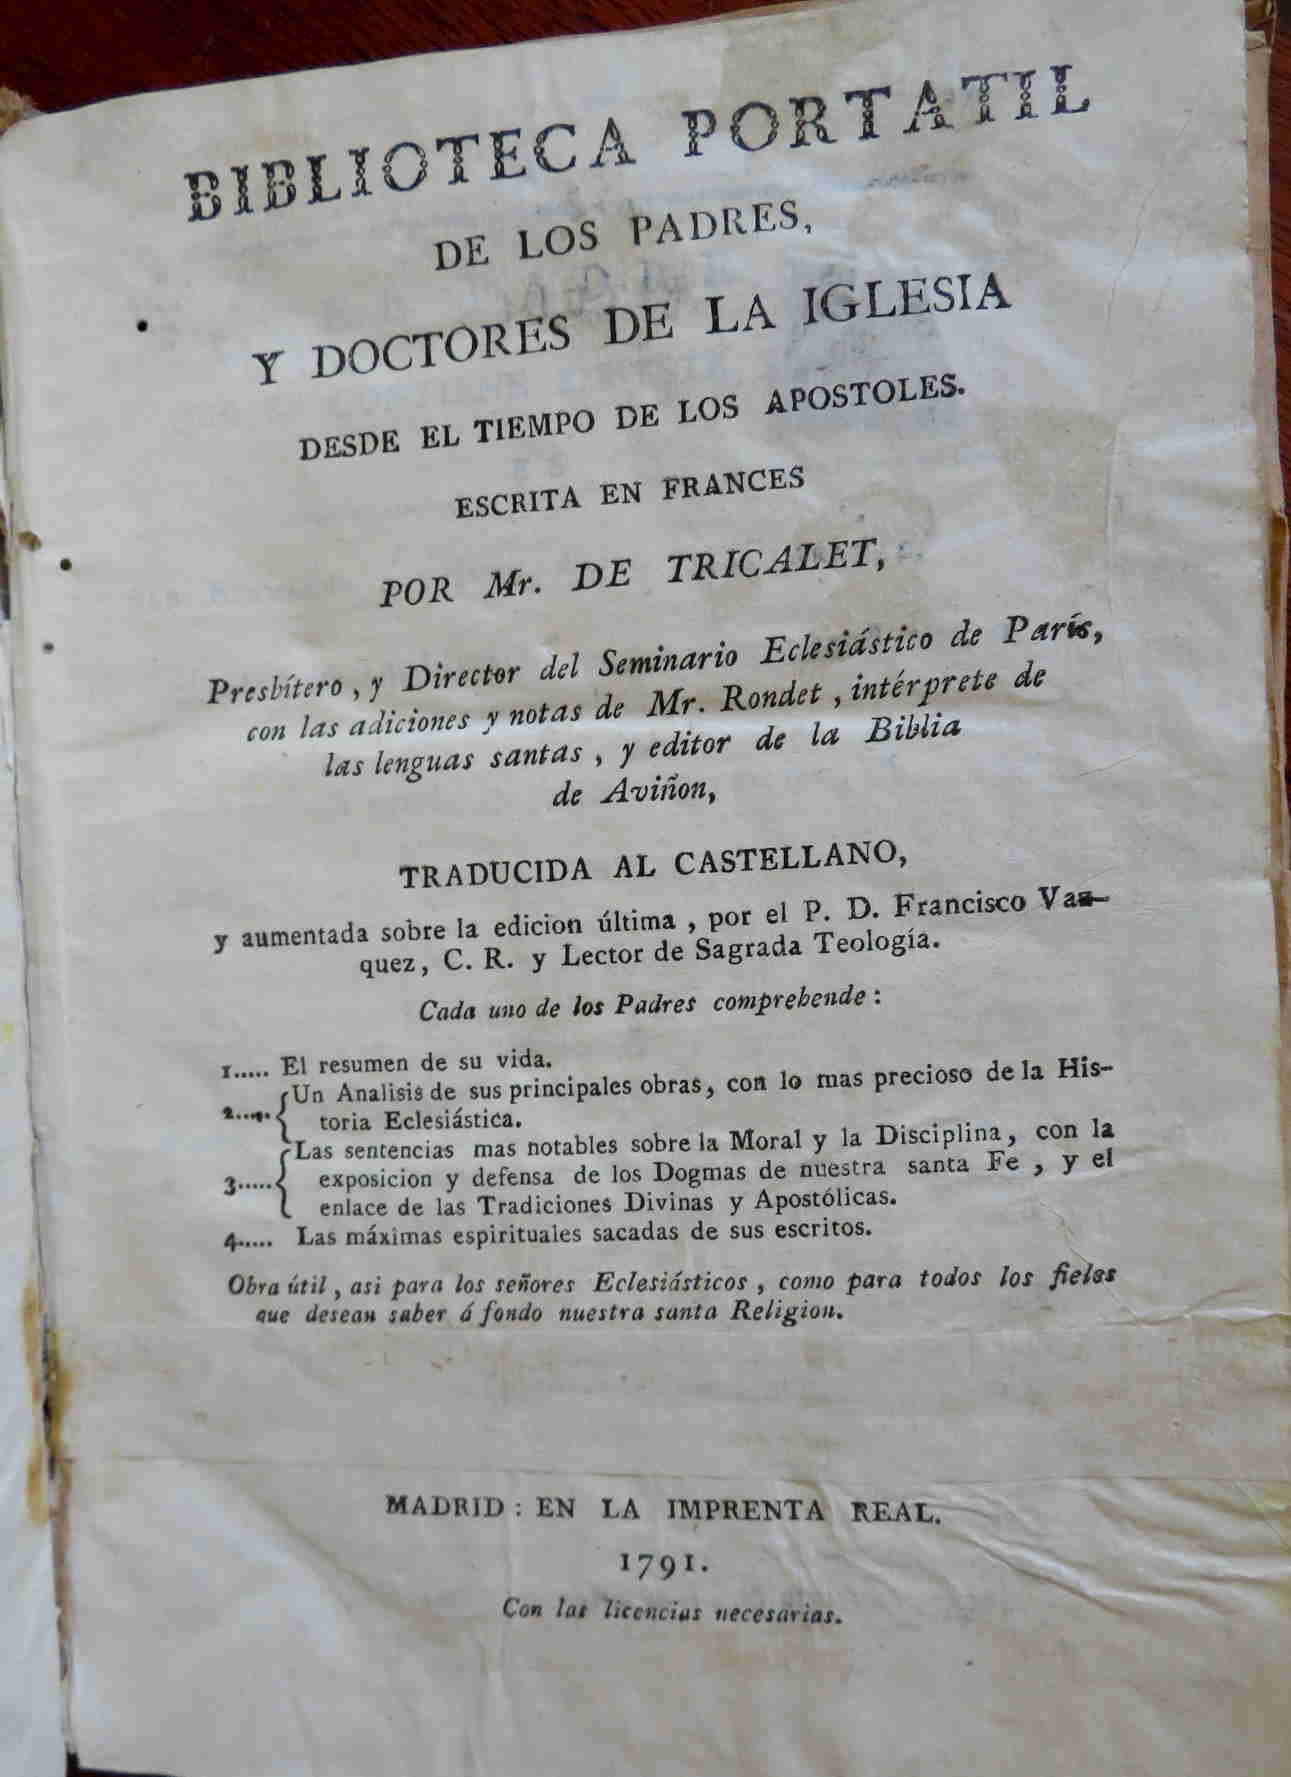 BIBLIOTECA PORTATIL
DE LOS PADRES,
Y DOCTORES DE LA IGLESIA
DESDE EL TIEMPO DE LOS APOSTOLES.
ESCRITA EN FRANCES
POR Mr. DE TRICALET,
Presbítero, y Director del Seminario Eclesiástico de París,
con las adiciones y notas de Mr. Rondet, intérprete de
las lenguas santas, y editor de la Biblia
de Aviñon,
TRADUCIDA AL CASTELLANO,
y aumentada sobre la edicion última, por el P. D. Francisco Vaz-
quez, C. R. y Lector de Sagrada Teología.
Cada uno de los Padres comprehende:
1..... El resumen de su vida.
2..... Un Analisis de sus principales obras, con lo mas precioso de la His-
toria Eclesiástica.
Las sentencias mas notables sobre la Moral y la Disciplina, con la
3..... exposicion y defensa de los Dogmas de nuestra santa Fe, y el
enlace de las Tradiciones Divinas y Apostólicas.
4..... Las máximas espirituales sacadas de sus escritos.
Obra útil, asi para los señores Eclesiásticos, como para todos los fieles
que desean saber á fondo nuestra santa Religion.
MADRID: EN LA IMPRENTA REAL.
1791.
Con las licencias necesarias.